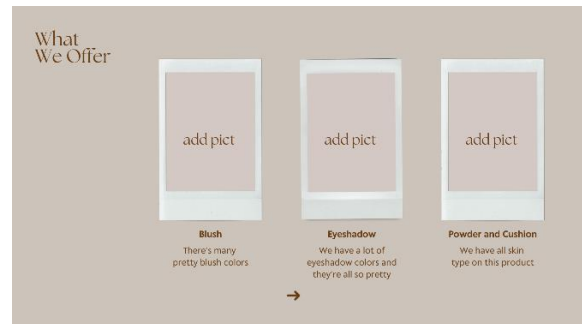 What
We Offer
add pict
add pict
add pict
Blush
There's many
pretty blush colors
Eyeshadow
We have a lot of
eyeshadow colors and
they're all so pretty
Powder and Cushion
We have all skin
type on this product